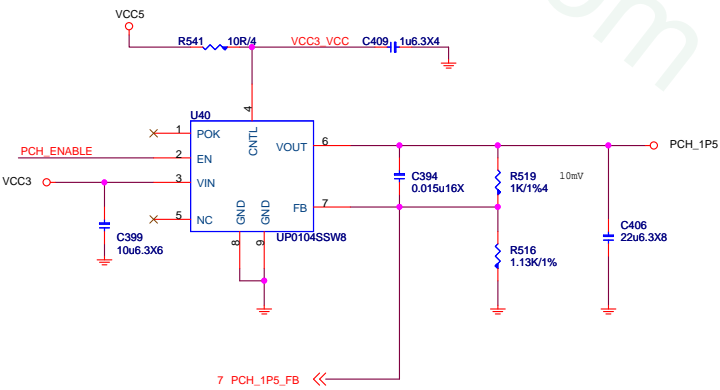 VCC5
R541 10R/4 VCC3_VCC C409 1u6.3X4
U40
4
CNTL
1 POK
PCH_ENABLE 2 EN
VOUT 6 PCH_1P5
VCC3 3 VIN
5 NC
FB 7
GND GND
8 9
UP0104SSW8
C399
10u6.3X6
C394
0.015u16X
R519
1K/1%4
10mV
R516
1.13K/1%
C406
22u6.3X8
7 PCH_1P5_FB
om